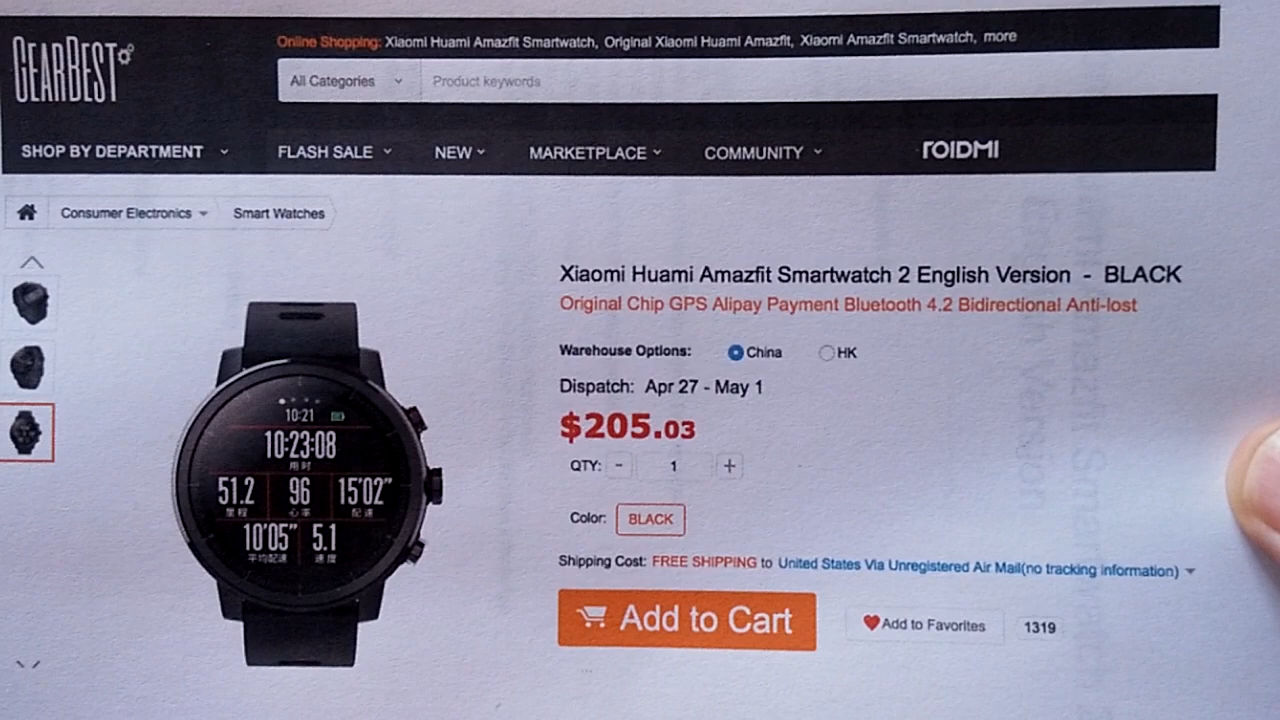 GEARBEST
Online Shopping: Xiaomi Huami Amazfit Smartwatch, Original Xiaomi Huami Amazfit, Xiaomi Amazfit Smartwatch, more
All Categories Product keywords
SHOP BY DEPARTMENT FLASH SALE NEW MARKETPLACE COMMUNITY ROIDMI
Consumer Electronics Smart Watches
Xiaomi Huami Amazfit Smartwatch 2 English Version - BLACK
Original Chip GPS Alipay Payment Bluetooth 4.2 Bidirectional Anti-lost
Warehouse Options: China HK
Dispatch: Apr 27 - May 1
$205.03
QTY: - 1 +
Color: BLACK
Shipping Cost: FREE SHIPPING to United States Via Unregistered Air Mail(no tracking information)
Add to Cart Add to Favorites 1319
10:21
10:23:08
用时
51.2 96 15'02"
里程 心率 配速
10'05" 5.1
平均配速 速度